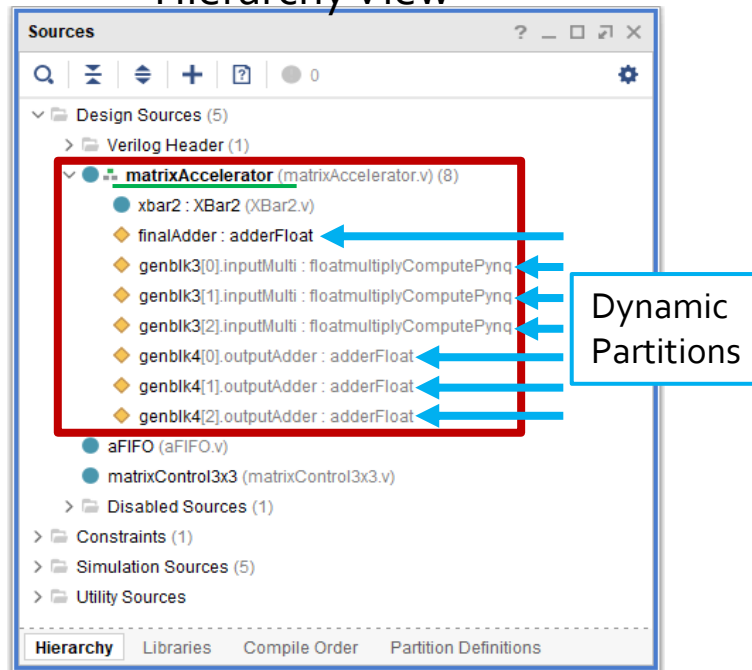 Hierarchy View
Sources
? _ □ X
0
Design Sources (5)
Verilog Header (1)
matrixAccelerator (matrixAccelerator.v) (8)
xbar2 : XBar2 (XBar2.v)
finalAdder : adderFloat
genblk3[0].inputMulti : floatmultiplyComputePynq
genblk3[1].inputMulti : floatmultiplyComputePynq
genblk3[2].inputMulti : floatmultiplyComputePynq
genblk4[0].outputAdder : adderFloat
genblk4[1].outputAdder : adderFloat
genblk4[2].outputAdder : adderFloat
Dynamic
Partitions
aFIFO (aFIFO.v)
matrixControl3x3 (matrixControl3x3.v)
Disabled Sources (1)
Constraints (1)
Simulation Sources (5)
Utility Sources
Hierarchy Libraries Compile Order Partition Definitions